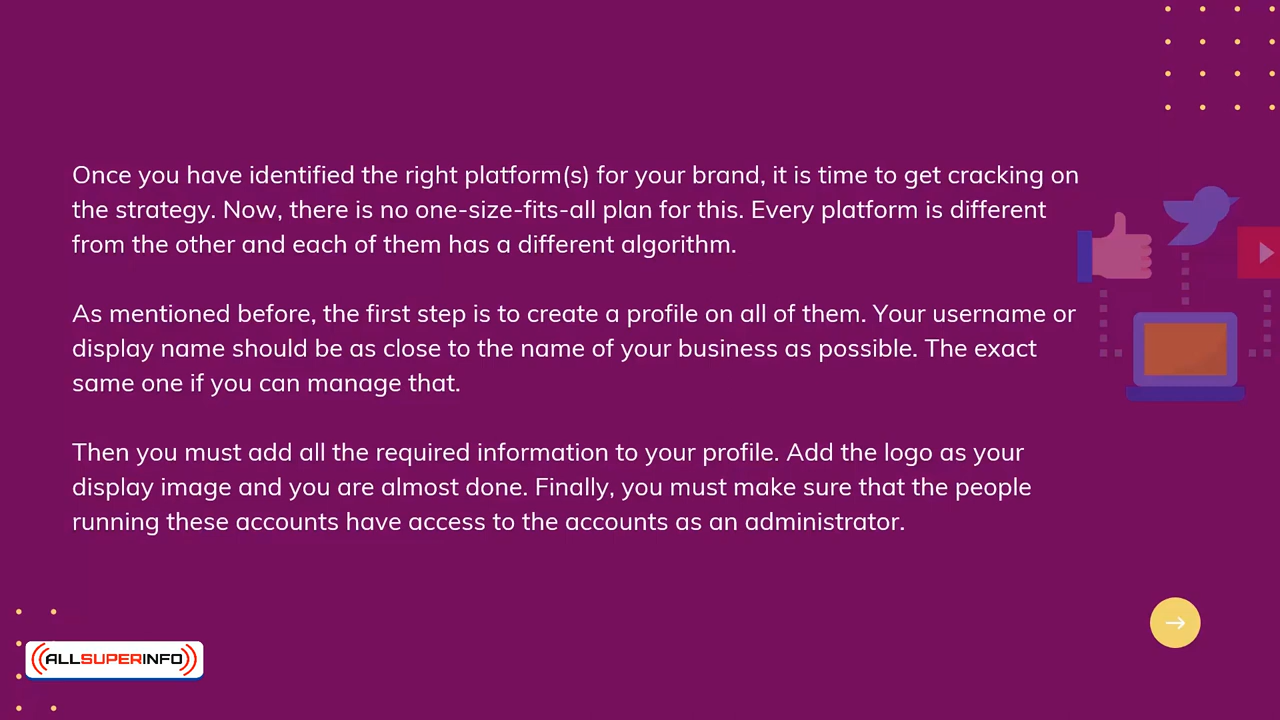 Once you have identified the right platform(s) for your brand, it is time to get cracking on
the strategy. Now, there is no one-size-fits-all plan for this. Every platform is different
from the other and each of them has a different algorithm.
As mentioned before, the first step is to create a profile on all of them. Your username or
display name should be as close to the name of your business as possible. The exact
same one if you can manage that.
Then you must add all the required information to your profile. Add the logo as your
display image and you are almost done. Finally, you must make sure that the people
running these accounts have access to the accounts as an administrator.
ALLSUPERINFO